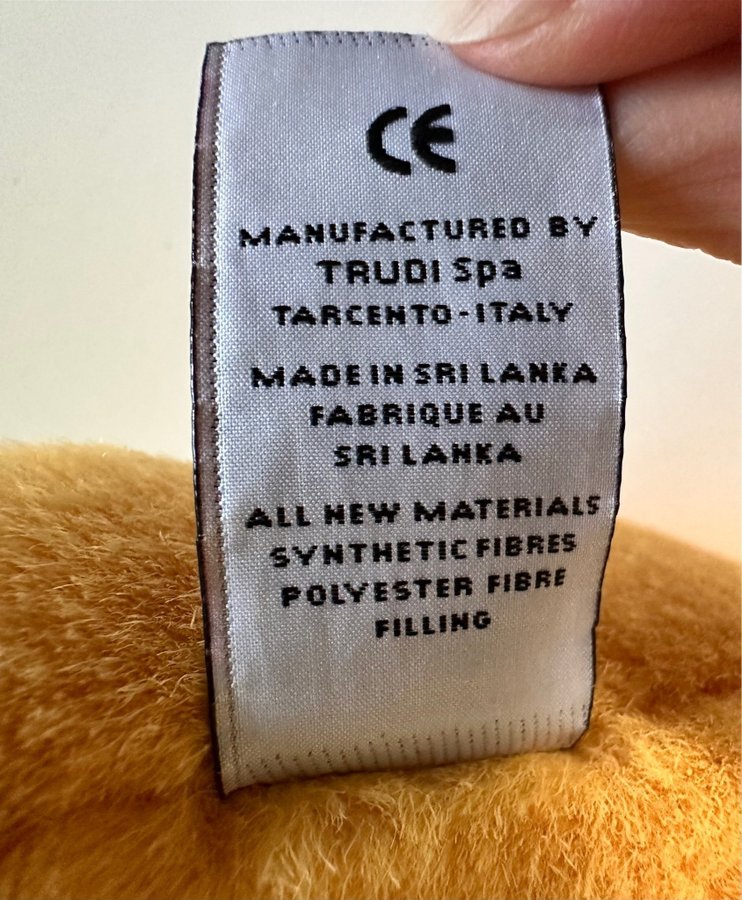 CE
MANUFACTURED BY
TRUDI Spa
TARCENTO-ITALY
MADE IN SRI LANKA
FABRIQUE AU
SRI LANKA
ALL NEW MATERIALS
SYNTHETIC FIBRES
POLYESTER FIBRE
FILLING